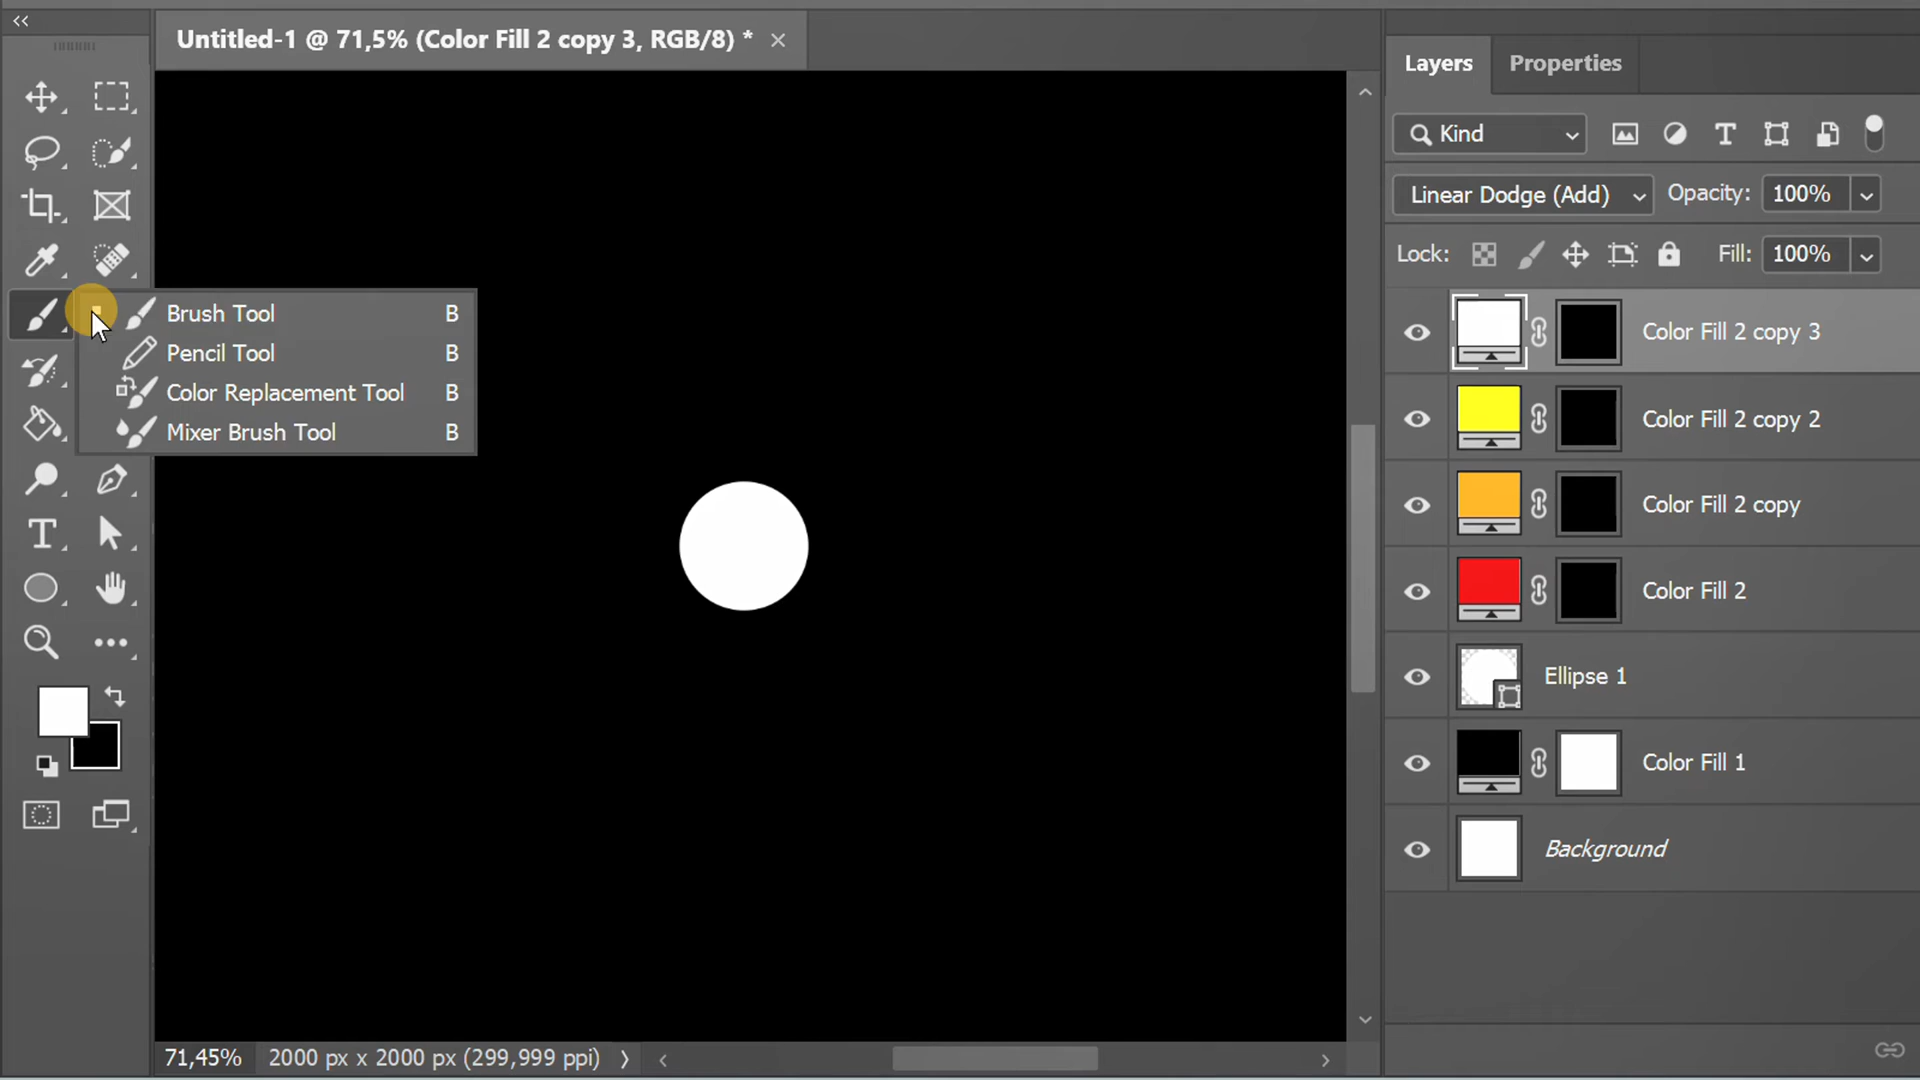 Untitled-1 @ 71,5% (Color Fill 2 copy 3, RGB/8) *
Brush Tool B
Pencil Tool B
Color Replacement Tool B
Mixer Brush Tool B
71,45% 2000 px x 2000 px (299,999 ppi)
Layers Properties
Kind
Linear Dodge (Add) Opacity: 100%
Lock: Fill: 100%
Color Fill 2 copy 3
Color Fill 2 copy 2
Color Fill 2 copy
Color Fill 2
Ellipse 1
Color Fill 1
Background